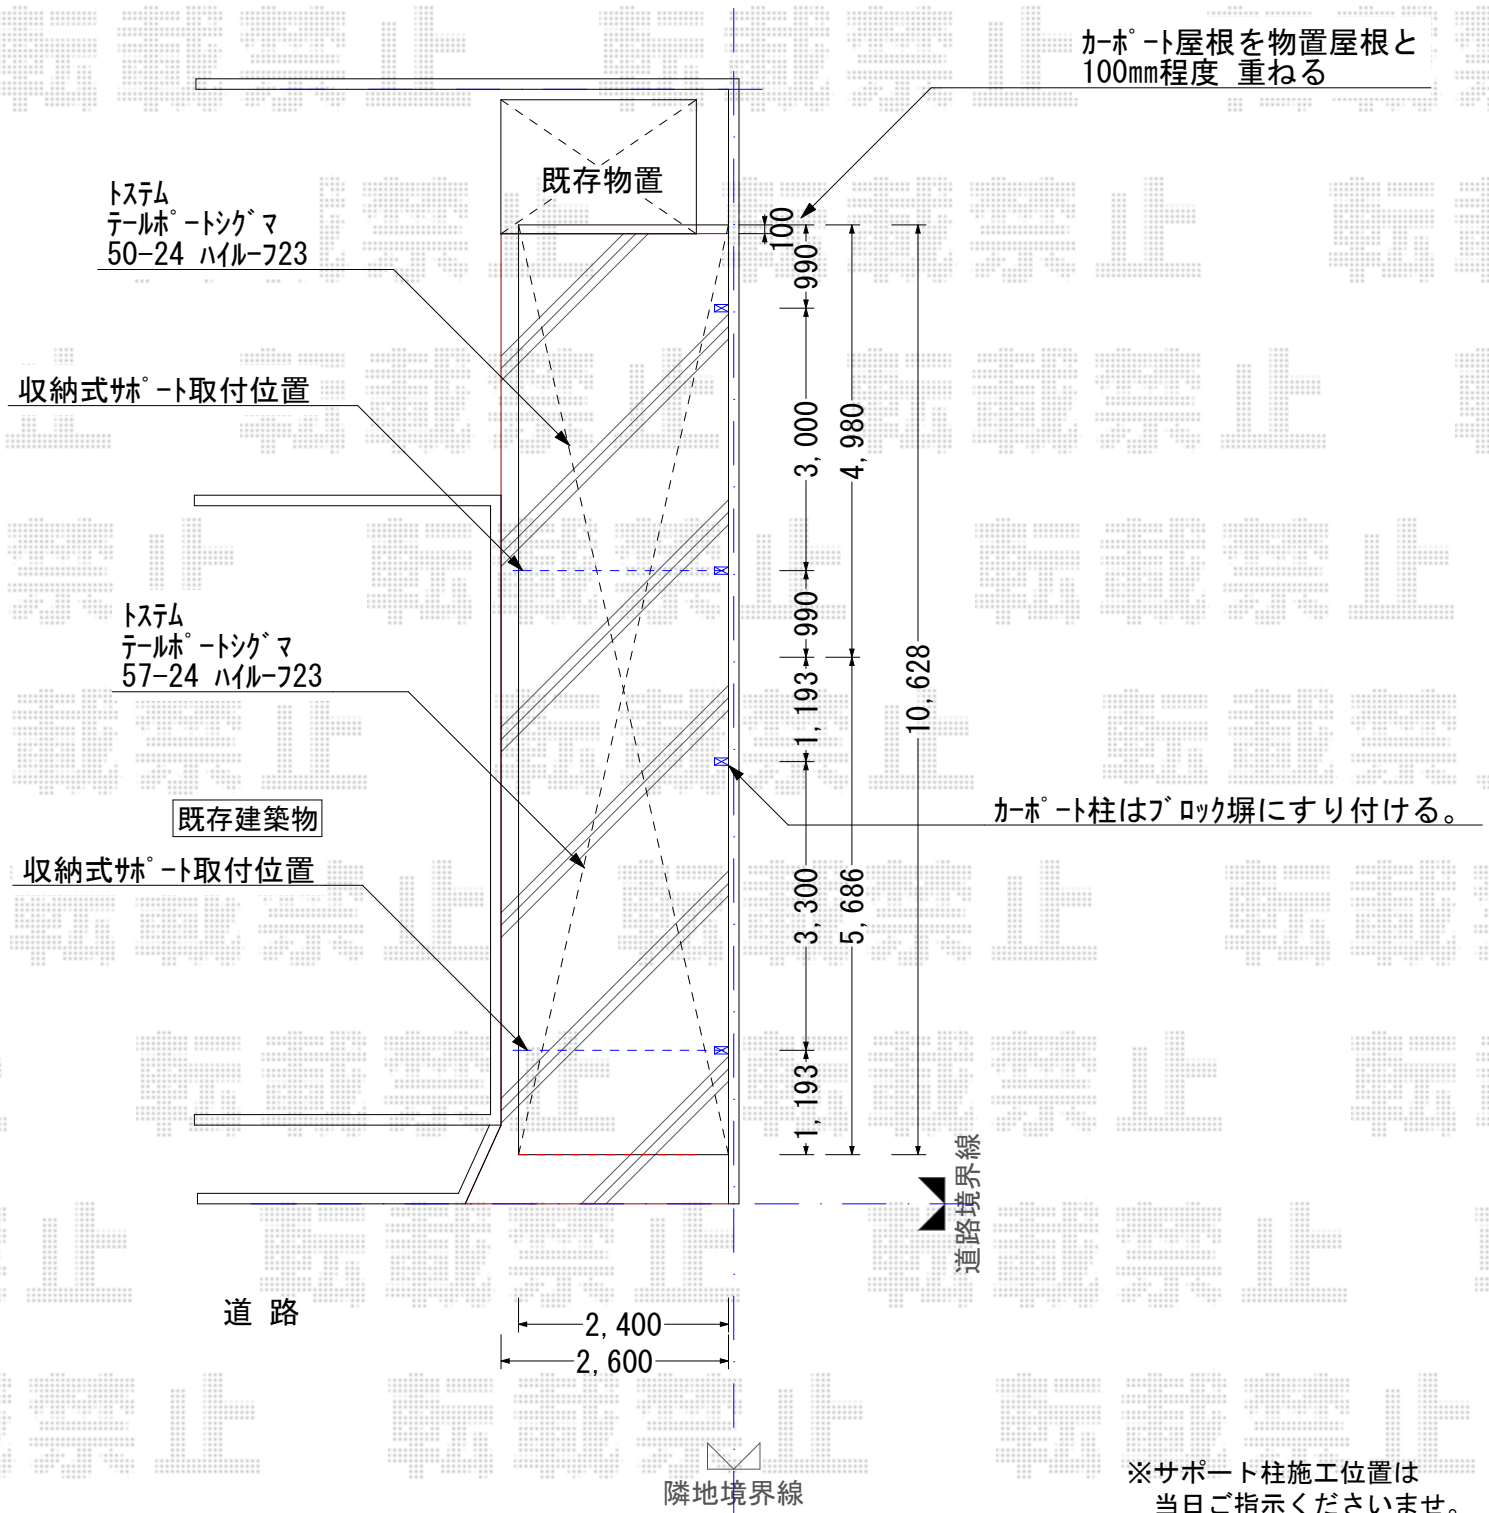 カーポート屋根を物置屋根と
100mm程度 重ねる
既存物置
トステム
テールポートシグマ
50-24 ハイルーフ23
収納式サポート取付位置
トステム
テールポートシグマ
57-24 ハイルーフ23
既存建築物
収納式サポート取付位置
カーポート柱はブロック塀にすり付ける。
100
990
3,000
4,980
990
1,193
10,628
3,300
5,686
1,193
道路境界線
道 路
2,400
2,600
隣地境界線
※サポート柱施工位置は
当日ご指示くださいませ。
転載禁止